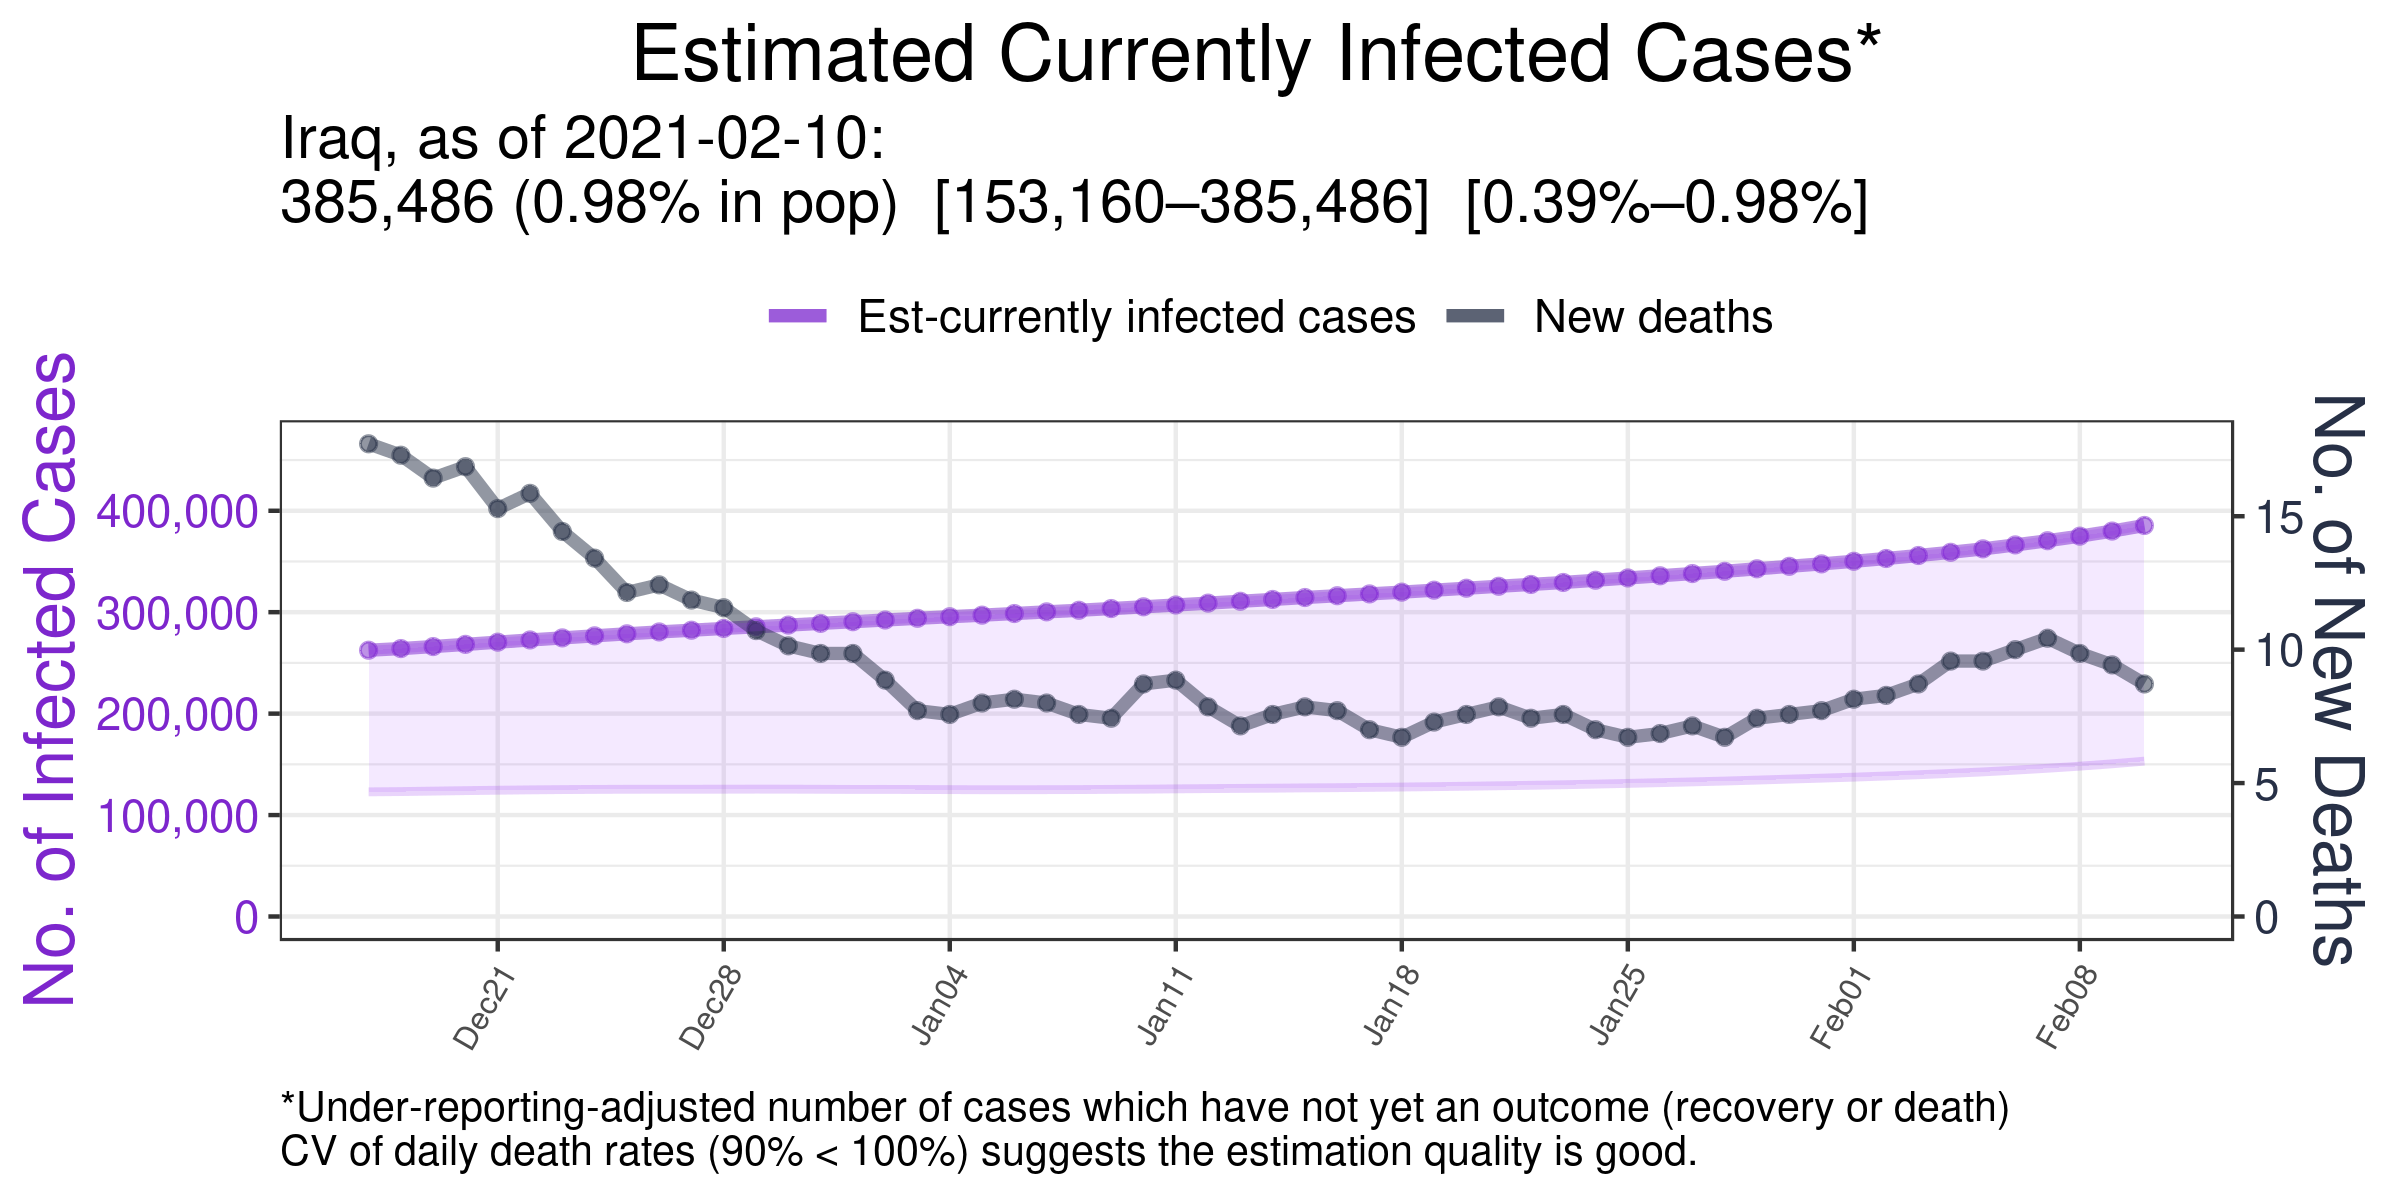 Estimated Currently Infected Cases*
Iraq, as of 2021-02-10:
385,486 (0.98% in pop)  [153,160–385,486]  [0.39%–0.98%]
Est-currently infected cases
New deaths
No. of Infected Cases
400,000
300,000
200,000
100,000
0
15
10
5
0
No. of New Deaths
Dec21
Dec28
Jan04
Jan11
Jan18
Jan25
Feb01
Feb08
*Under-reporting-adjusted number of cases which have not yet an outcome (recovery or death)
CV of daily death rates (90% < 100%) suggests the estimation quality is good.